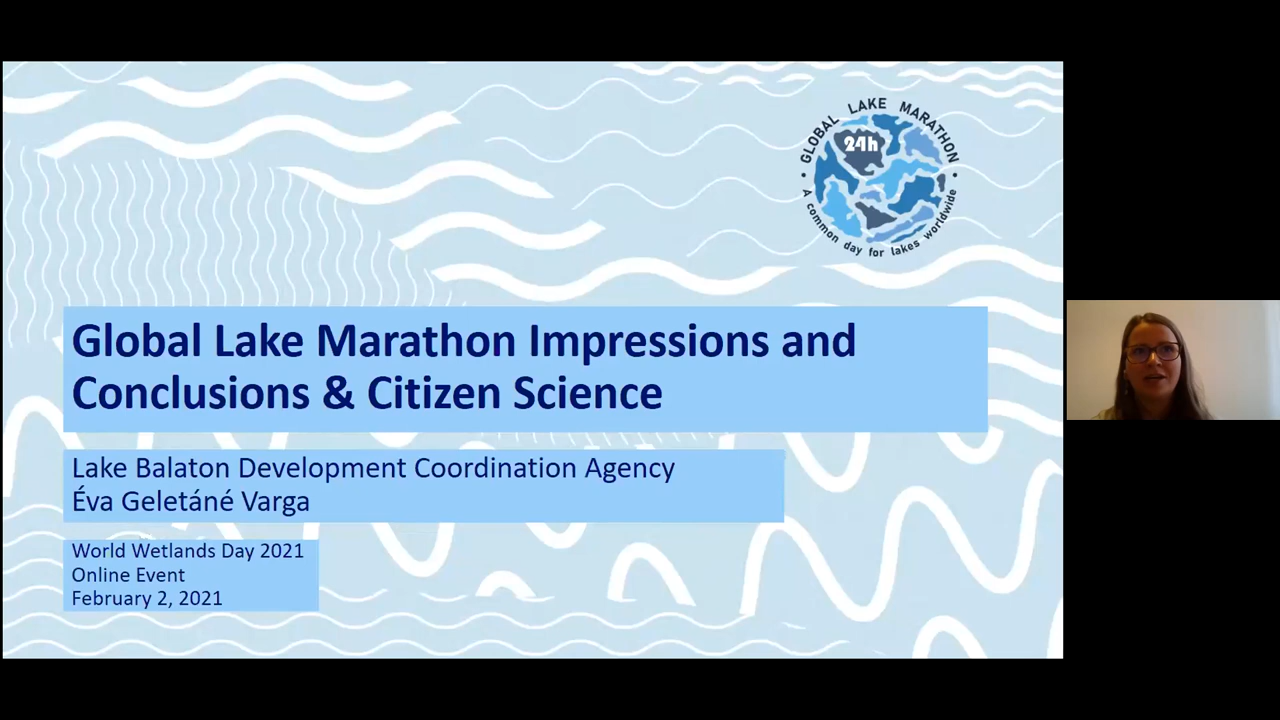 GLOBAL LAKE MARATHON
24h
A common day for lakes worldwide
Global Lake Marathon Impressions and
Conclusions & Citizen Science
Lake Balaton Development Coordination Agency
Éva Geletáné Varga
World Wetlands Day 2021
Online Event
February 2, 2021